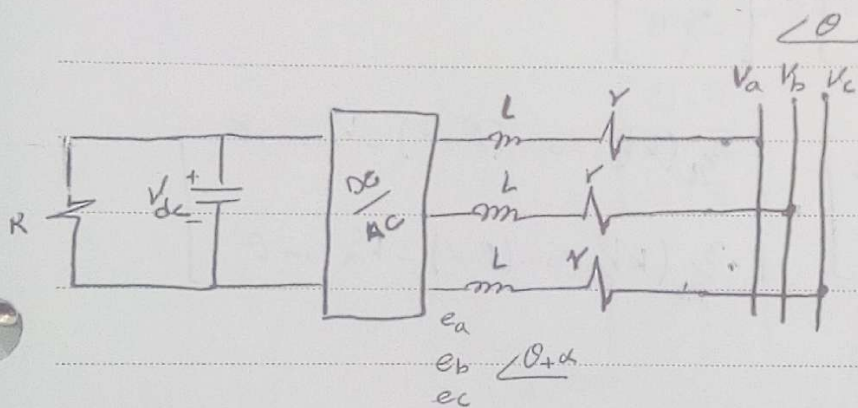 ∠θ
Va Vb Vc
L r
L r
L r
R
+
Vdc
-
DC/AC
ea
eb ∠θ+α
ec